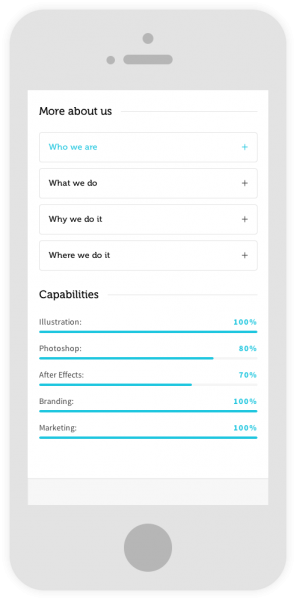 More about us
Who we are +
What we do +
Why we do it +
Where we do it +
Capabilities
Illustration: 100%
Photoshop: 80%
After Effects: 70%
Branding: 100%
Marketing: 100%